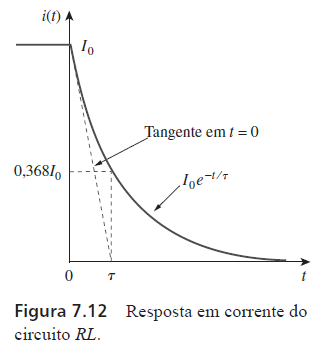 i(t)
I₀
Tangente em t = 0
0,368I₀
I₀e⁻ᵗ/τ
0
τ
t
Figura 7.12 Resposta em corrente do
circuito RL.